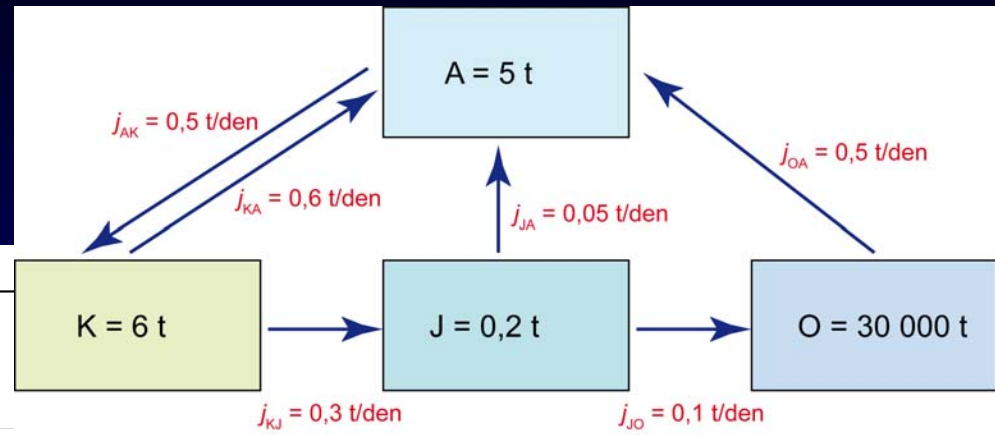 A = 5 t
j_AK = 0,5 t/den
j_OA = 0,5 t/den
j_KA = 0,6 t/den
j_JA = 0,05 t/den
K = 6 t
J = 0,2 t
O = 30 000 t
j_KJ = 0,3 t/den
j_JO = 0,1 t/den